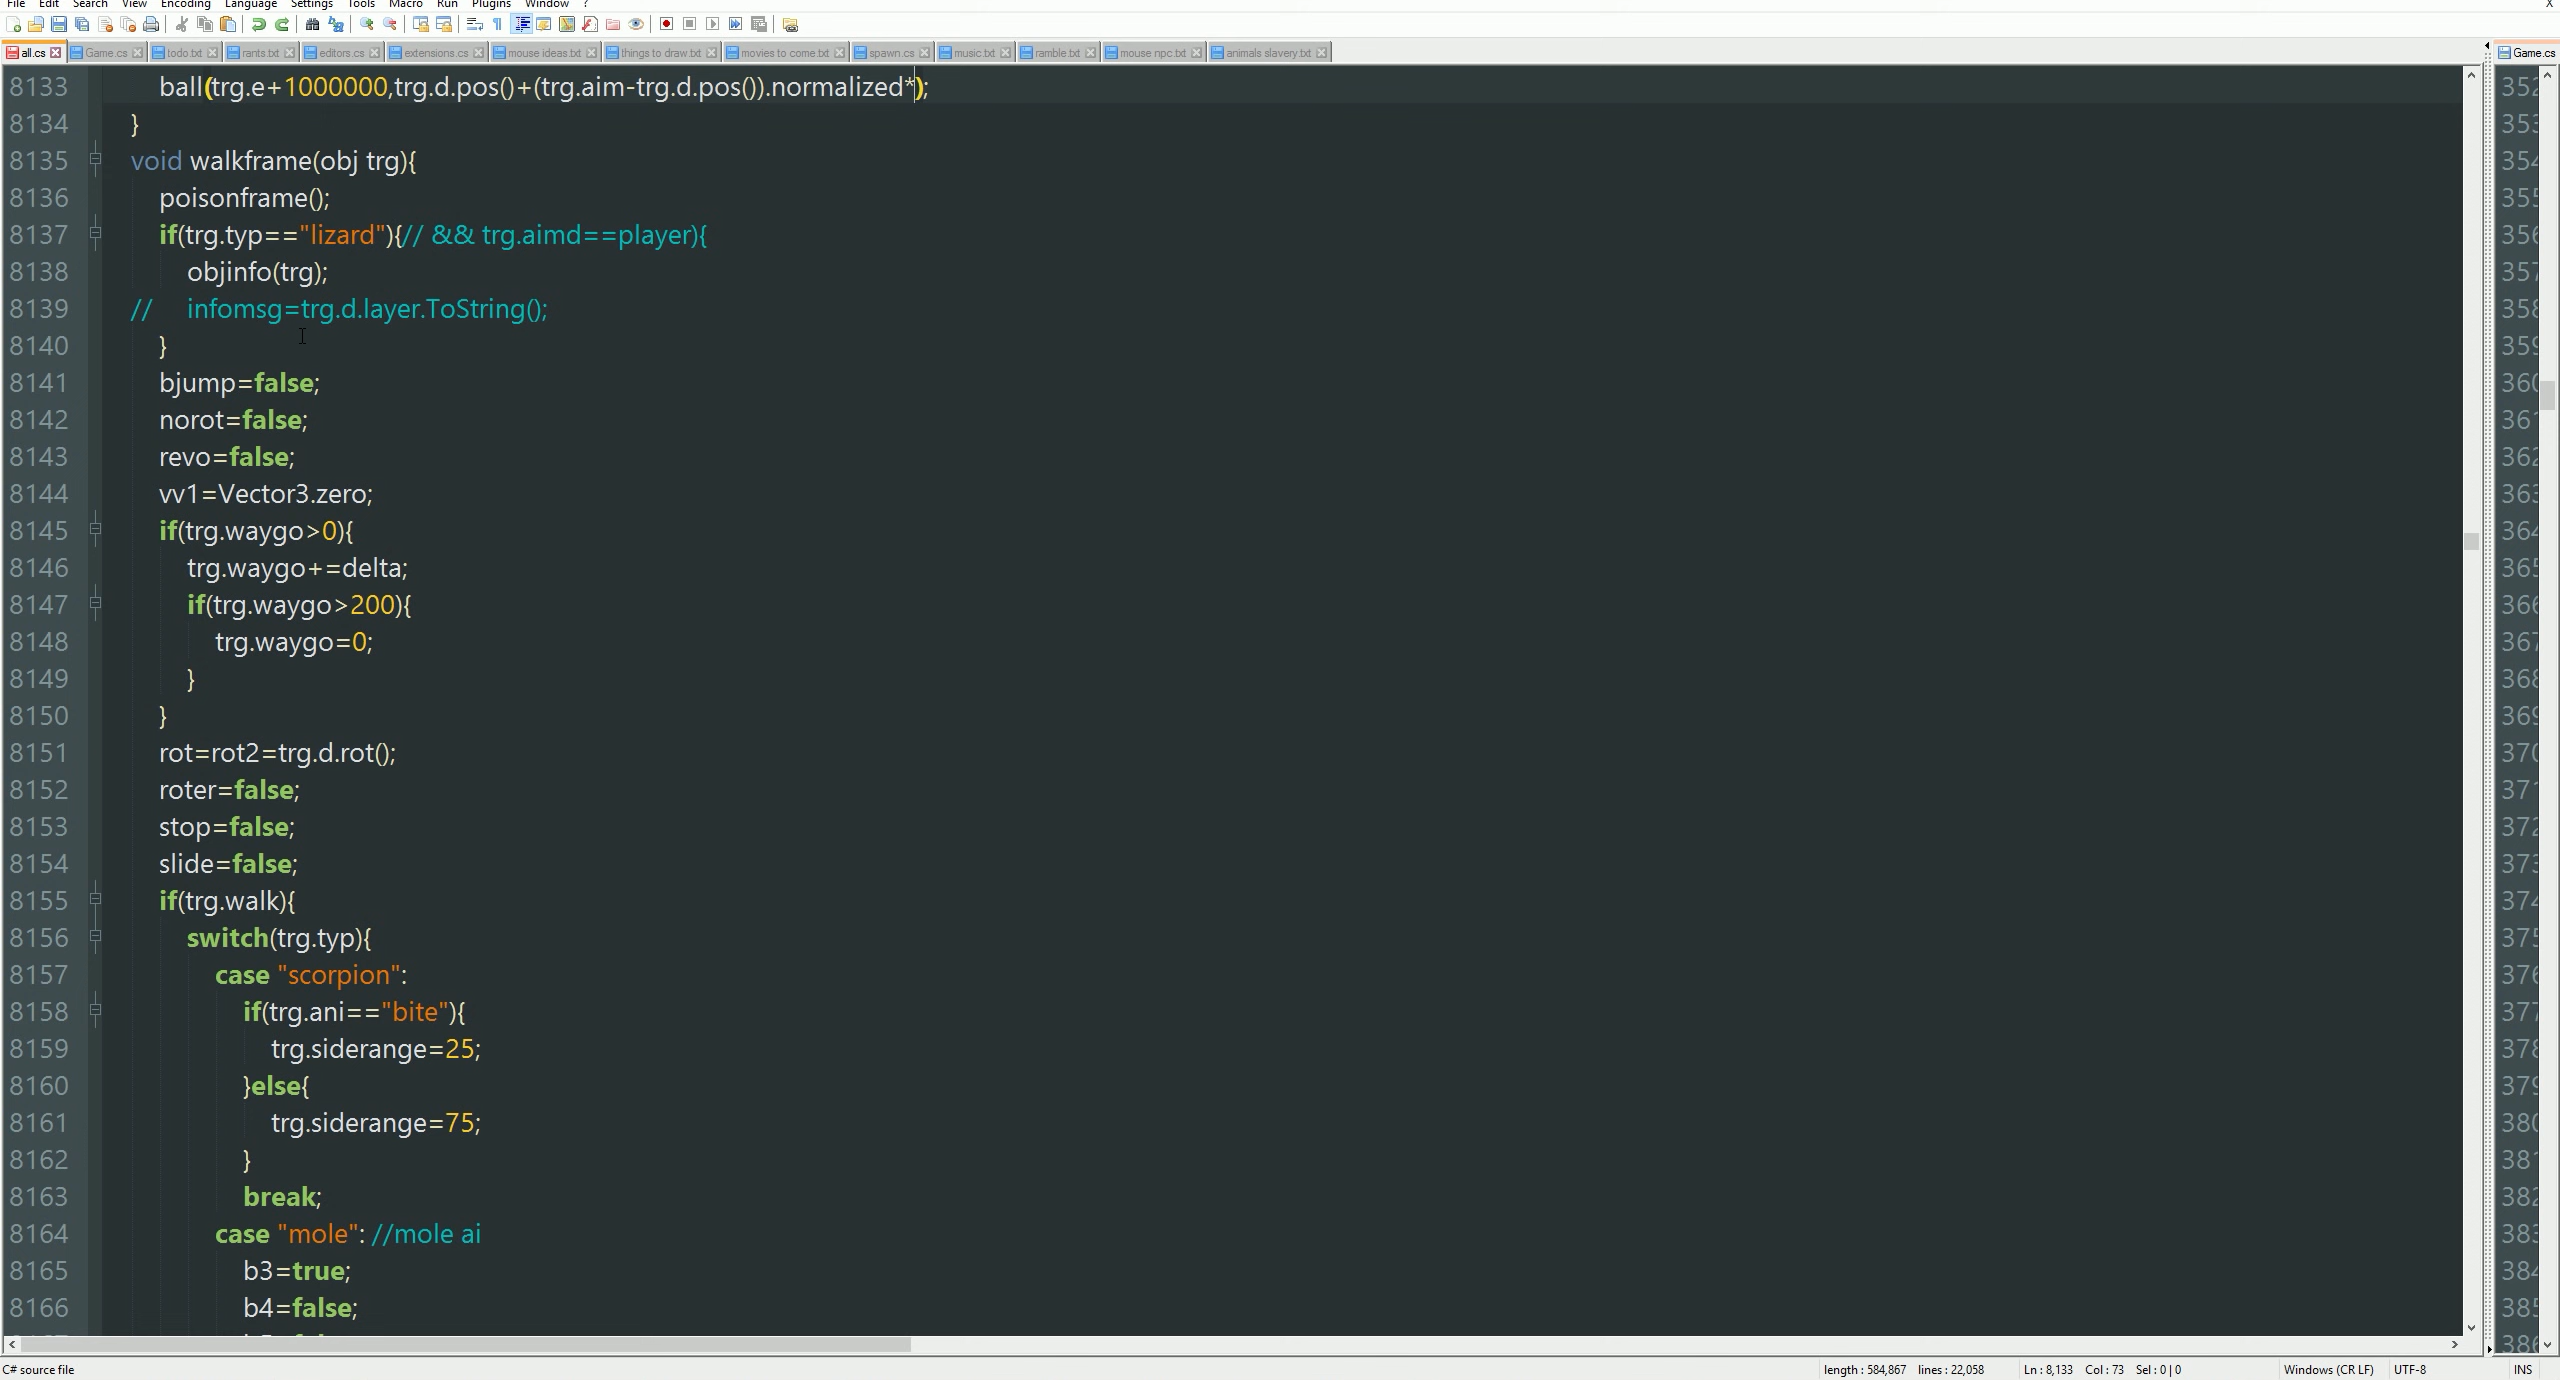 File Edit Search View Encoding Language Settings Tools Macro Run Plugins Window ? X
all.cs Game.cs todo.txt rants.txt editors.cs extensions.cs mouse ideas.txt things to draw.txt movies to come.txt spawn.cs music.txt ramble.txt mouse npc.txt animals slavery.txt Game.cs
8133 ball(trg.e+1000000,trg.d.pos()+(trg.aim-trg.d.pos()).normalized*);
8134 }
8135 void walkframe(obj trg){
8136 poisonframe();
8137 if(trg.typ=="lizard"){// && trg.aimd==player){
8138 objinfo(trg);
8139 // infomsg=trg.d.layer.ToString();
8140 }
8141 bjump=false;
8142 norot=false;
8143 revo=false;
8144 vv1=Vector3.zero;
8145 if(trg.waygo>0){
8146 trg.waygo+=delta;
8147 if(trg.waygo>200){
8148 trg.waygo=0;
8149 }
8150 }
8151 rot=rot2=trg.d.rot();
8152 roter=false;
8153 stop=false;
8154 slide=false;
8155 if(trg.walk){
8156 switch(trg.typ){
8157 case "scorpion":
8158 if(trg.ani=="bite"){
8159 trg.siderange=25;
8160 }else{
8161 trg.siderange=75;
8162 }
8163 break;
8164 case "mole": //mole ai
8165 b3=true;
8166 b4=false;
C# source file length : 584,867 lines : 22,058 Ln : 8,133 Col : 73 Sel : 0 | 0 Windows (CR LF) UTF-8 INS